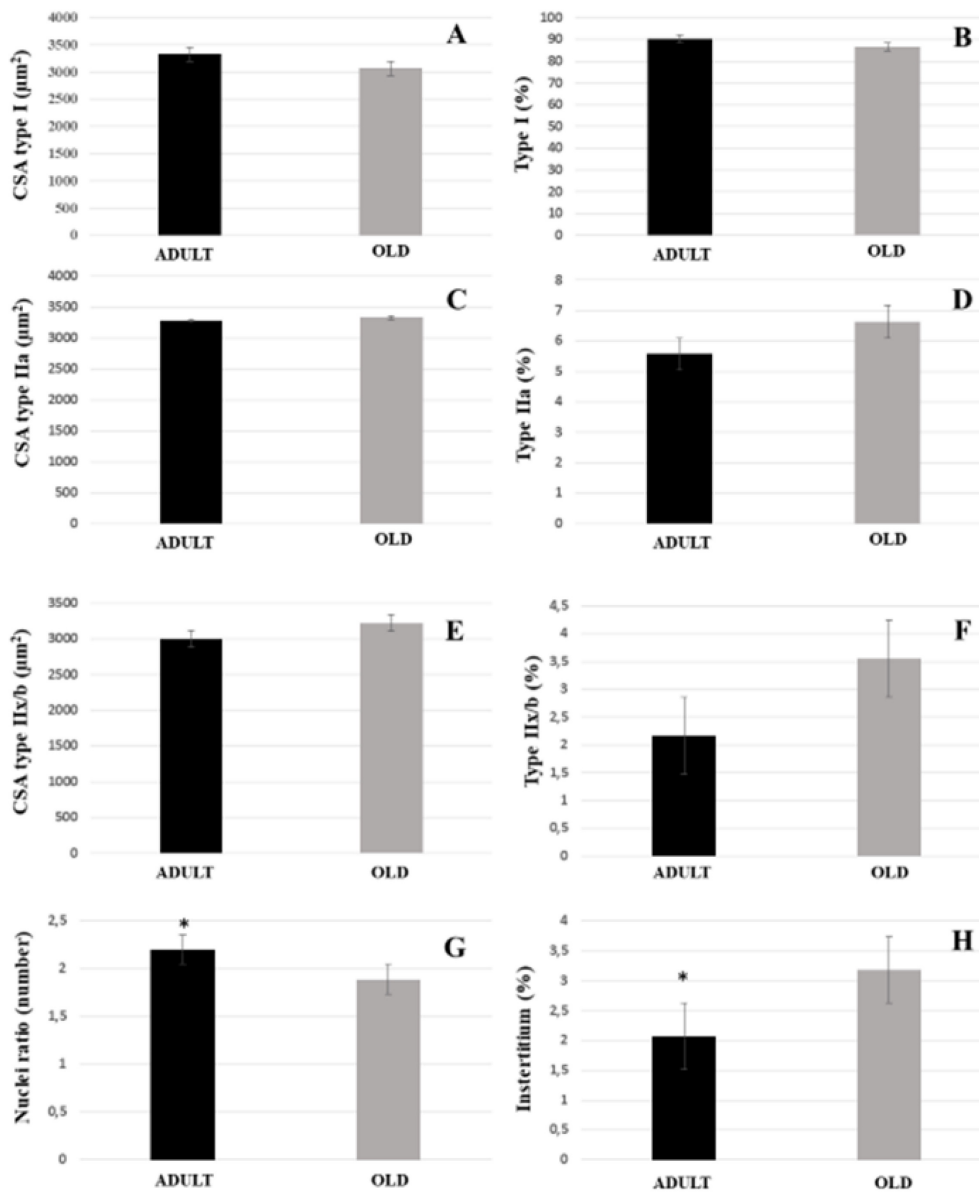 CSA type I (µm²)
4000
3500
3000
2500
2000
1500
1000
500
0
A
ADULT
OLD
Type I (%)
100
90
80
70
60
50
40
30
20
10
0
B
ADULT
OLD
CSA type IIa (µm²)
4000
3500
3000
2500
2000
1500
1000
500
0
C
ADULT
OLD
Type IIa (%)
8
7
6
5
4
3
2
1
0
D
ADULT
OLD
CSA type IIx/b (µm²)
3500
3000
2500
2000
1500
1000
500
0
E
ADULT
OLD
Type IIx/b (%)
4,5
4
3,5
3
2,5
2
1,5
1
0,5
0
F
ADULT
OLD
Nuclei ratio (number)
2,5
2
1,5
1
0,5
0
*
G
ADULT
OLD
Instertitium (%)
4
3,5
3
2,5
2
1,5
1
0,5
0
*
H
ADULT
OLD